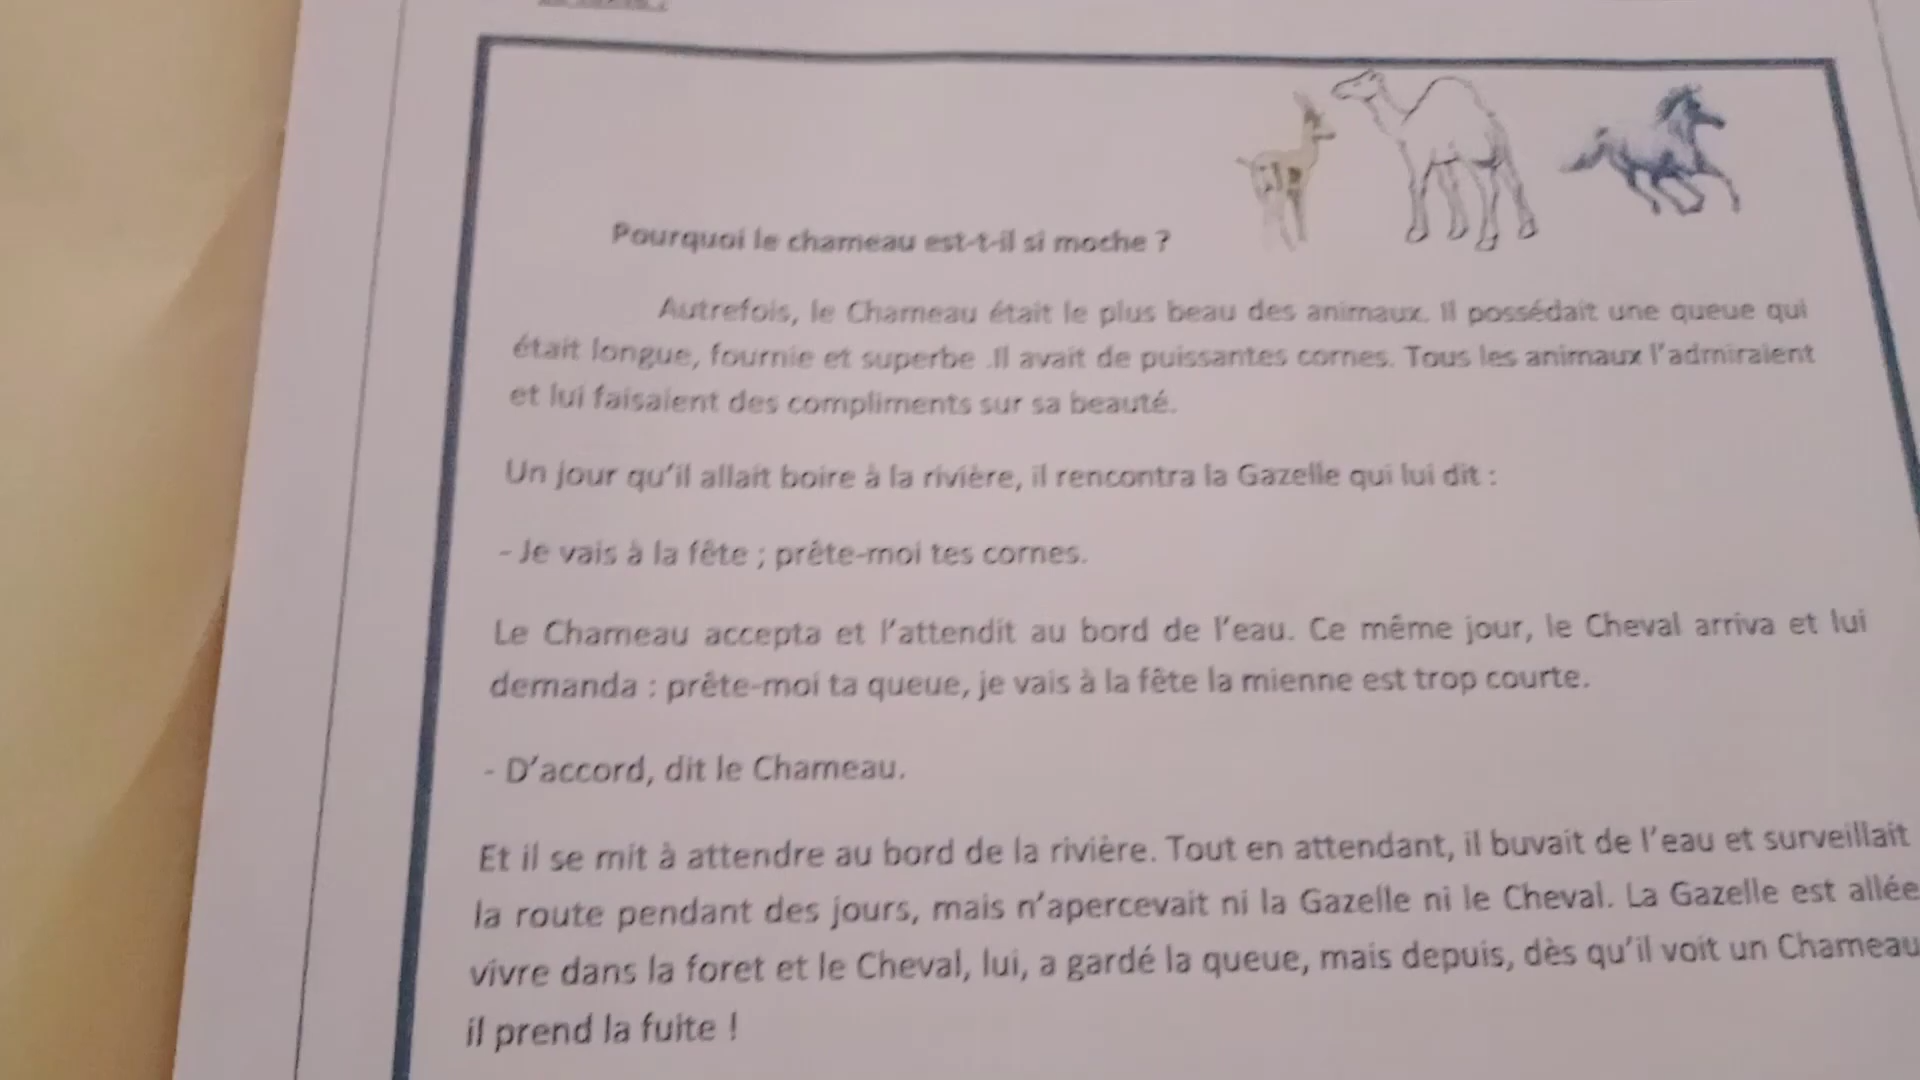 Pourquoi le chameau est-t-il si moche ?
Autrefois, le Chameau était le plus beau des animaux. Il possédait une queue qui
était longue, fournie et superbe .Il avait de puissantes cornes. Tous les animaux l'admiraient
et lui faisaient des compliments sur sa beauté.
Un jour qu'il allait boire à la rivière, il rencontra la Gazelle qui lui dit :
- Je vais à la fête ; prête-moi tes cornes.
Le Chameau accepta et l'attendit au bord de l'eau. Ce même jour, le Cheval arriva et lui
demanda : prête-moi ta queue, je vais à la fête la mienne est trop courte.
- D'accord, dit le Chameau.
Et il se mit à attendre au bord de la rivière. Tout en attendant, il buvait de l'eau et surveillait
la route pendant des jours, mais n'apercevait ni la Gazelle ni le Cheval. La Gazelle est allée
vivre dans la foret et le Cheval, lui, a gardé la queue, mais depuis, dès qu'il voit un Chameau
il prend la fuite !